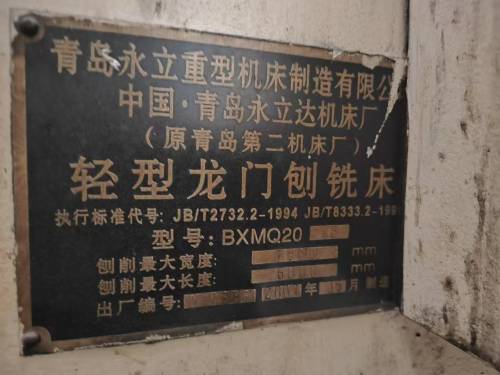 青岛永立重型机床制造有限公
中国·青岛永立达机床厂
(原青岛第二机床厂)
轻型龙门刨铣床
执行标准代号: JB/T2732.2-1994 JB/T8333.2-199
型号: BXMQ20
刨削最大宽度: mm
刨削最大长度: mm
出厂编号: 年 月 制造